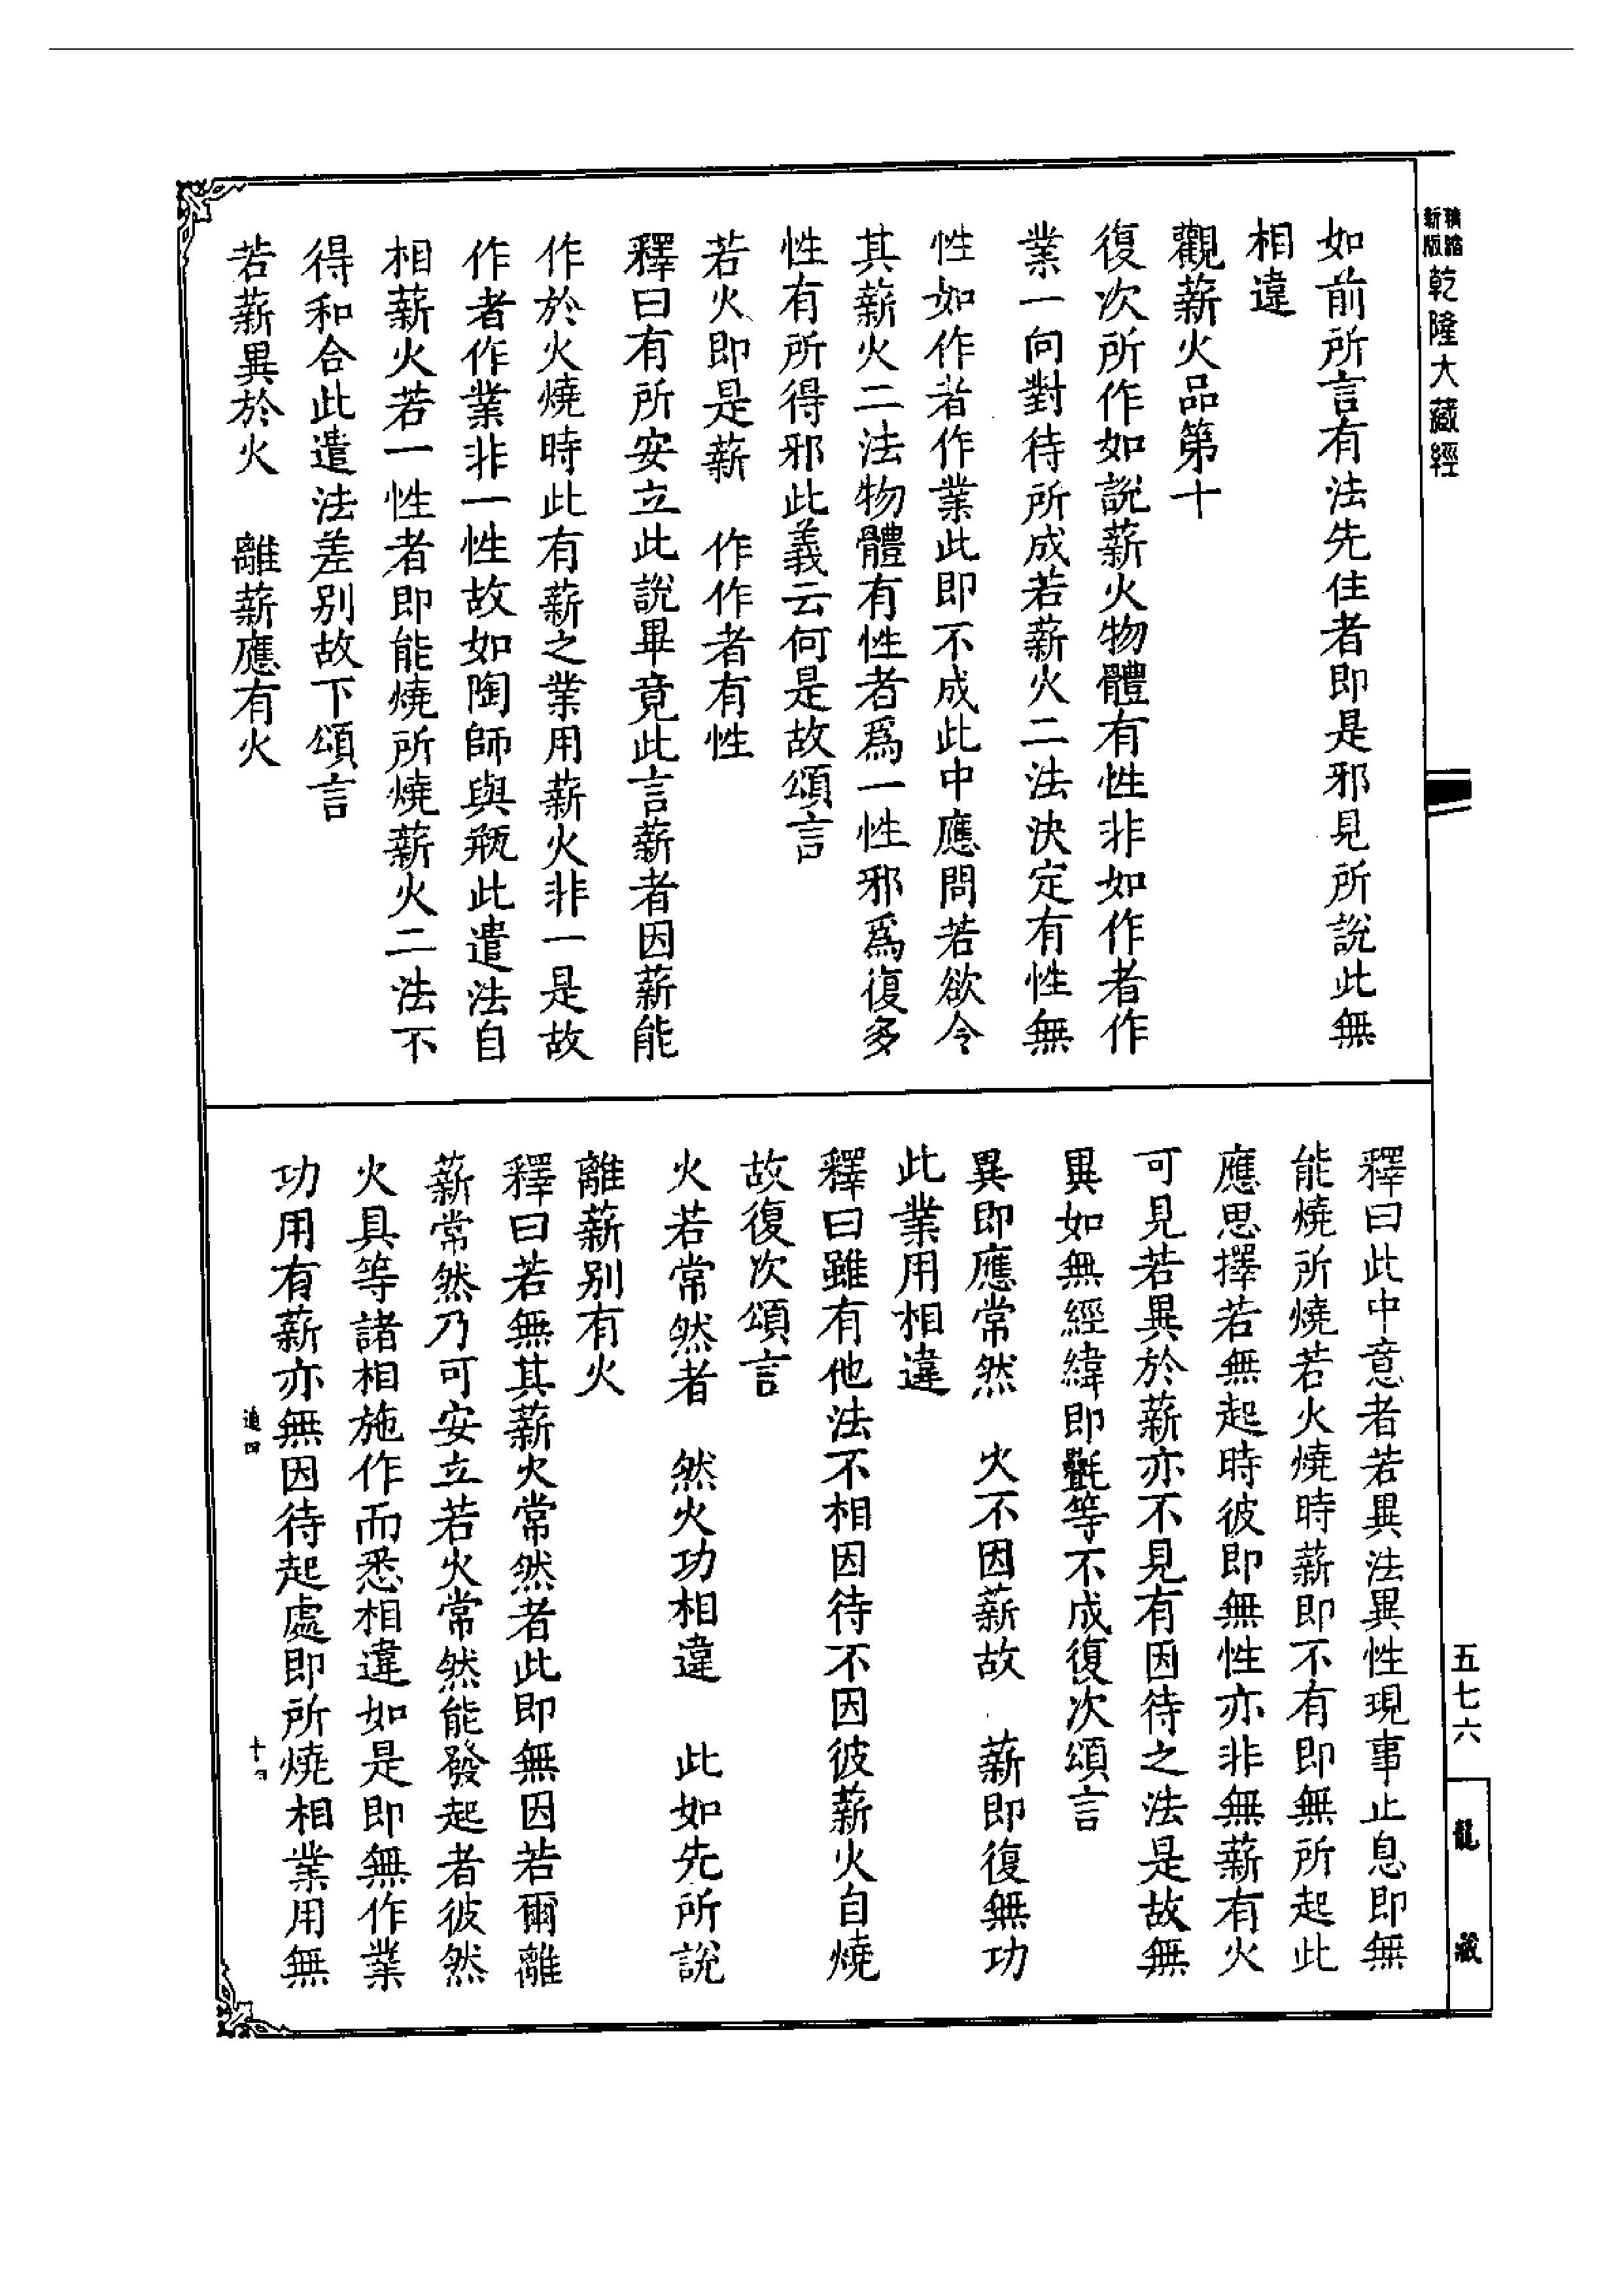 新版精縮
乾隆大藏經
如前所言有法先住者即是邪見所說此無
相違
觀薪火品第十
復次所作如說薪火物體有性非如作者作
業一向對待所成若薪火二法決定有性無
性如作者作業此即不成此中應問若欲令
其薪火二法物體有性者為一性邪為復多
性有所得邪此義云何是故頌言
若火即是薪　作作者有性
釋曰有所安立此說畢竟此言薪者因薪能
作於火燒時此有薪之業用薪火非一是故
作者作業非一性故如陶師與瓶此遣法自
相薪火若一性者即能燒所燒薪火二法不
得和合此遣法差別故下頌言
若薪異於火　離薪應有火
釋曰此中意者若異法異性現事止息即無
能燒所燒若火燒時薪即不有即無所起此
應思擇若無起時彼即無性亦非無薪有火
可見若異於薪亦不見有因待之法是故無
異如無經緯即氎等不成復次頌言
異即應常然　火不因薪故　薪即復無功
此業用相違
釋曰雖有他法不相因待不因彼薪火自燒
故復次頌言
火若常然者　然火功相違　此如先所說
離薪別有火
釋曰若無其薪火常然者此即無因若爾離
薪常然乃可安立若火常然能發起者彼然
火具等諸相施作而悉相違如是即無作業
功用有薪亦無因待起處即所燒相業用無
五七六
龍藏